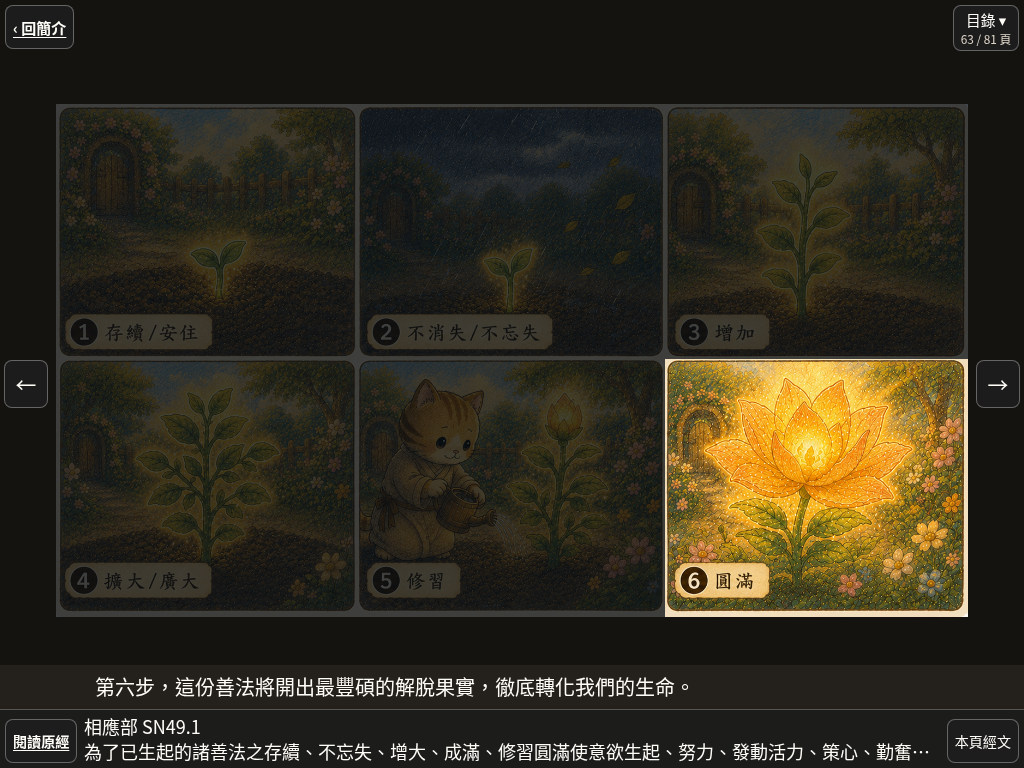 ‹ 回簡介
目錄 ▾
63 / 81 頁
1 存續/安住
2 不消失/不忘失
3 增加
4 擴大/廣大
5 修習
6 圓滿
←
→
第六步，這份善法將開出最豐碩的解脫果實，徹底轉化我們的生命。
閱讀原經
相應部 SN49.1
為了已生起的諸善法之存續、不忘失、增大、成滿、修習圓滿使意欲生起、努力、發動活力、策心、勤奮⋯
本頁經文